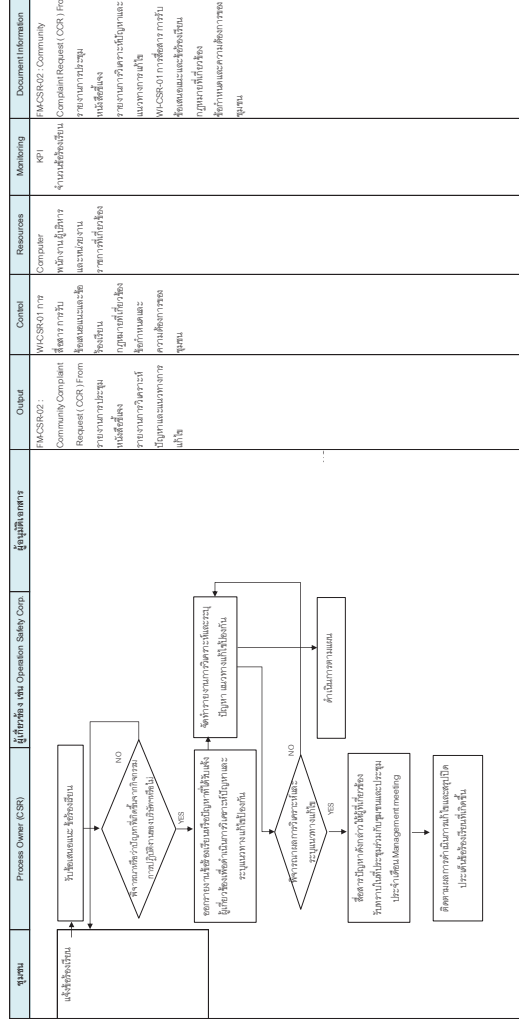 ชุมชน
Process Owner (CSR)
ผู้เกี่ยวข้อง เช่น Operation Safety Corp.
ผู้อนุมัติเอกสาร
Output
Control
Resources
Monitoring
Document Information
แจ้งข้อร้องเรียน
รับข้อเสนอแนะ ข้อร้องเรียน
พิจารณาหรือว่าปัญหาที่เกิดขึ้นจากกิจกรรม
การปฏิบัติงานของบริษัทฯหรือไม่
NO
YES
ออกรายงานข้อร้องเรียนหรือปัญหาที่ได้รับแจ้ง
ผู้เกี่ยวข้องเพื่อดำเนินการวิเคราะห์ปัญหาและ
ระบุแนวทางแก้ไขป้องกัน
จัดทำรายงานการวิเคราะห์และระบุ
ปัญหา แนวทางแก้ไขป้องกัน
พิจารณาผลการวิเคราะห์และ
ระบุแนวทางแก้ไข
NO
YES
ดำเนินการตามแผน
สื่อสารปัญหาดังกล่าวให้ผู้ที่เกี่ยวข้อง
รับทราบในที่ประชุมร่วมกับชุมชนและประชุม
ประจำเดือน Management meeting
ติดตามผลการดำเนินการแก้ไขและสรุปปิด
ประเด็นข้อร้องเรียนที่เกิดขึ้น
FM-CSR-02 :
Community Complaint
Request ( CCR ) From
รายงานการประชุม
หนังสือชี้แจง
รายงานการวิเคราะห์
ปัญหาและแนวทางการ
แก้ไข
WI-CSR-01 การ
สื่อสาร การรับ
ข้อเสนอแนะและข้อ
ร้องเรียน
กฎหมายที่เกี่ยวข้อง
ข้อกำหนดและ
ความต้องการของ
ชุมชน
Computer
พนักงาน ผู้บริหาร
และหน่วยงาน
ราชการที่เกี่ยวข้อง
KPI
จำนวนข้อร้องเรียน
FM-CSR-02 : Community
Complaint Request ( CCR ) Fro
รายงานการประชุม
หนังสือชี้แจง
รายงานการวิเคราะห์ปัญหาและ
แนวทางการแก้ไข
WI-CSR-01 การสื่อสาร การรับ
ข้อเสนอแนะและข้อร้องเรียน
กฎหมายที่เกี่ยวข้อง
ข้อกำหนดและความต้องการของ
ชุมชน